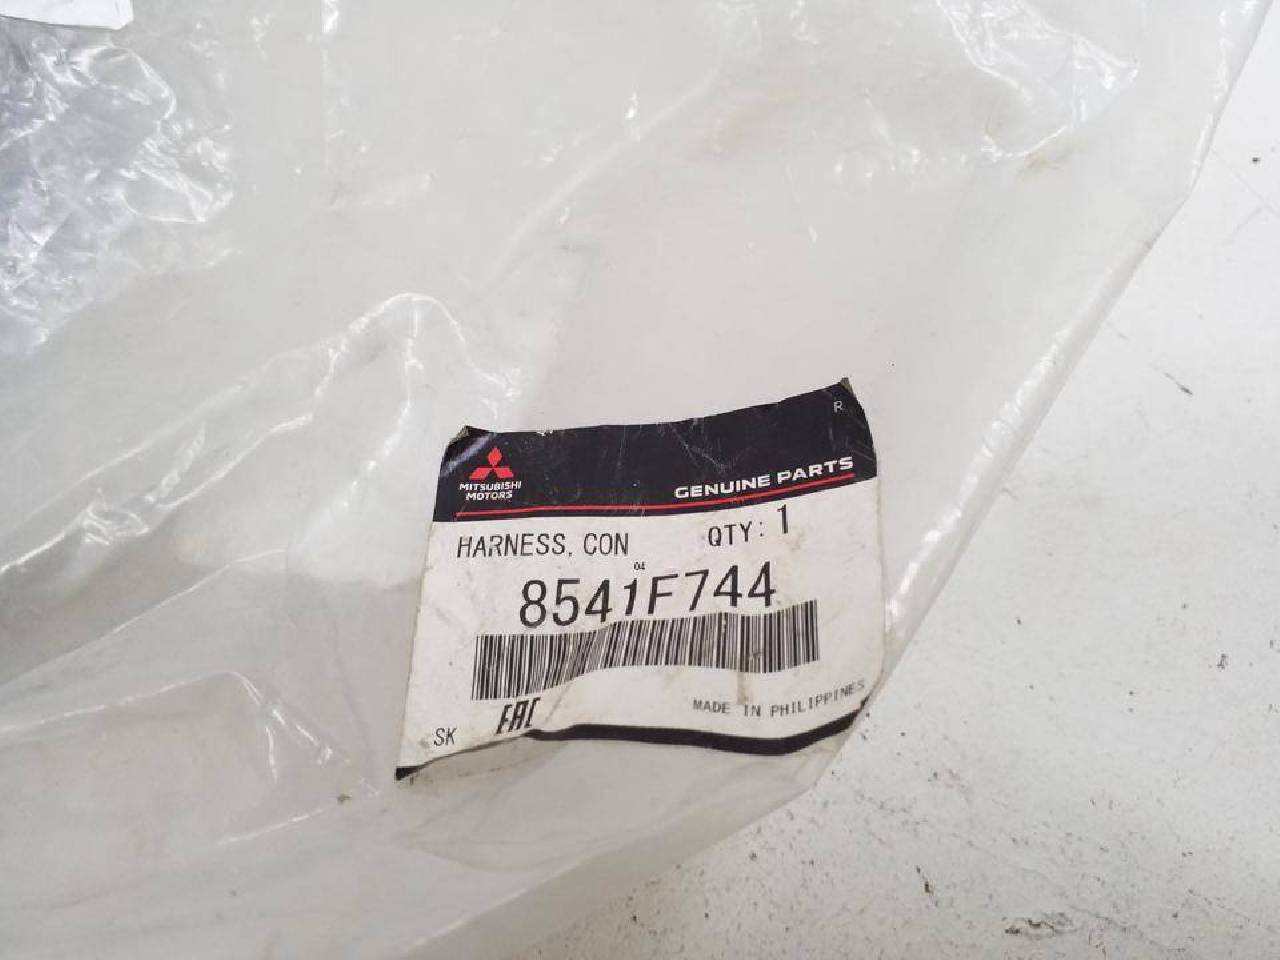 R
MITSUBISHI
MOTORS
GENUINE PARTS
HARNESS, CON QTY: 1
04
8541F744
MADE IN PHILIPPINES
SK EAC